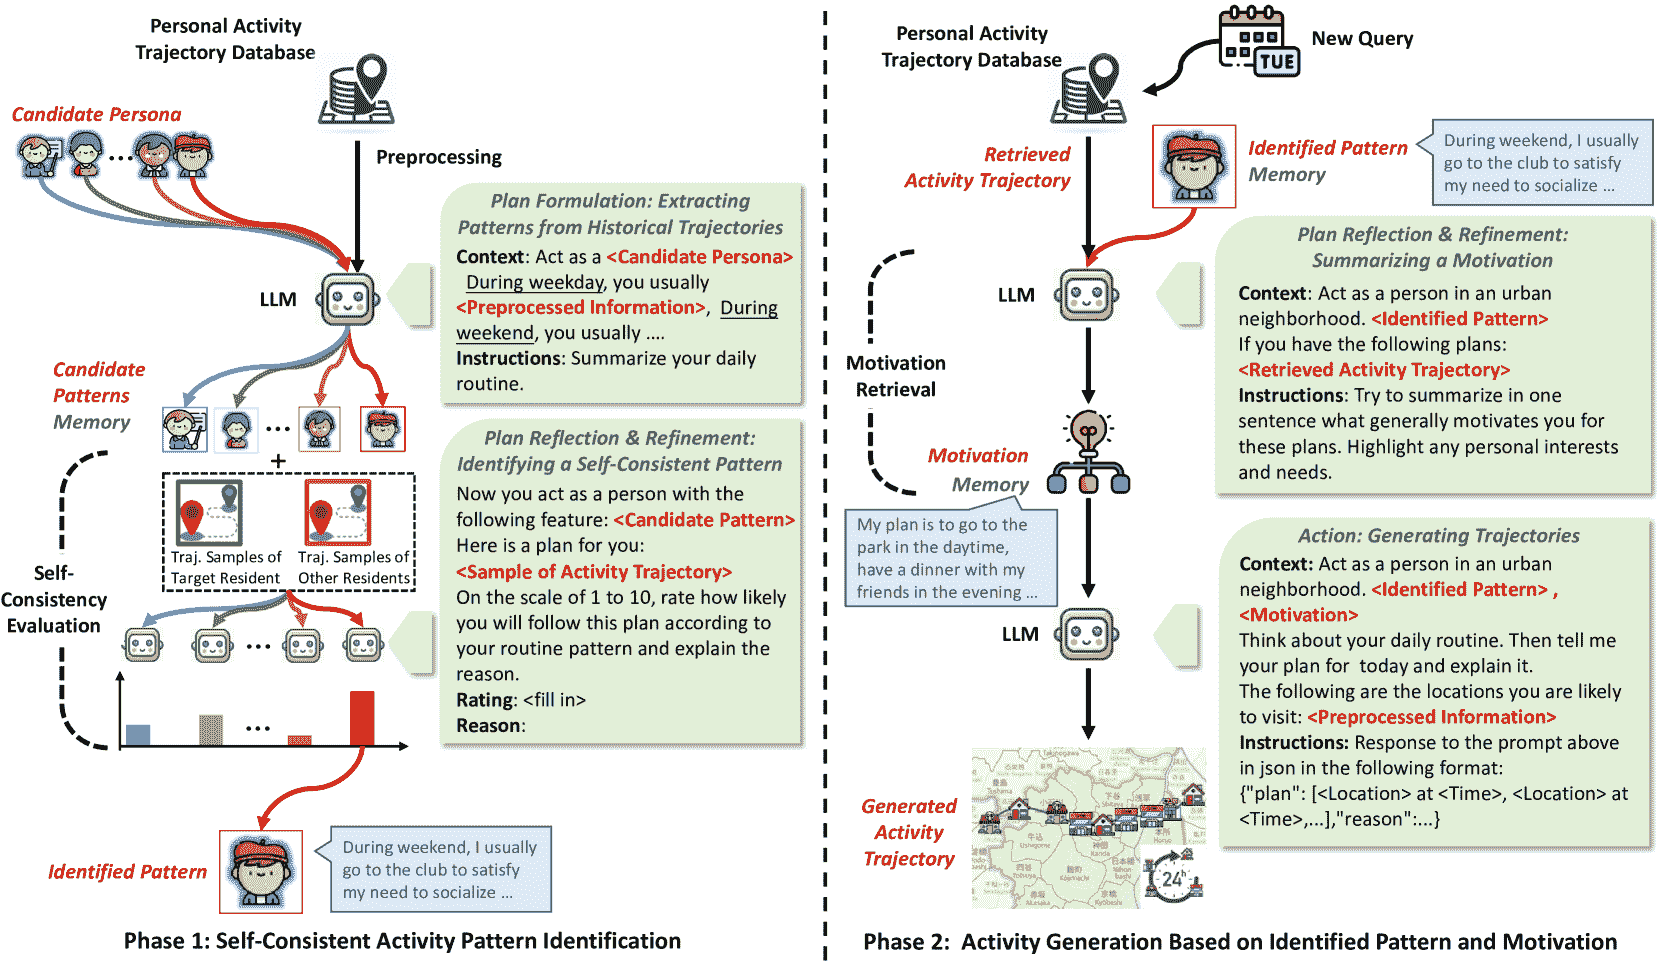 Personal Activity
Trajectory Database
Candidate Persona
Preprocessing
Plan Formulation: Extracting
Patterns from Historical Trajectories
Context: Act as a <Candidate Persona>
During weekday, you usually
<Preprocessed Information>, During
weekend, you usually ....
Instructions: Summarize your daily
routine.
LLM
Candidate
Patterns
Memory
+
Traj. Samples of
Target Resident
Traj. Samples of
Other Residents
Self-
Consistency
Evaluation
Plan Reflection & Refinement:
Identifying a Self-Consistent Pattern
Now you act as a person with the
following feature: <Candidate Pattern>
Here is a plan for you:
<Sample of Activity Trajectory>
On the scale of 1 to 10, rate how likely
you will follow this plan according to
your routine pattern and explain the
reason.
Rating: <fill in>
Reason:
Identified Pattern
During weekend, I usually
go to the club to satisfy
my need to socialize ...
Phase 1: Self-Consistent Activity Pattern Identification
Personal Activity
Trajectory Database
TUE
New Query
Retrieved
Activity Trajectory
Identified Pattern
Memory
During weekend, I usually
go to the club to satisfy
my need to socialize ...
LLM
Motivation
Retrieval
Plan Reflection & Refinement:
Summarizing a Motivation
Context: Act as a person in an urban
neighborhood. <Identified Pattern>
If you have the following plans:
<Retrieved Activity Trajectory>
Instructions: Try to summarize in one
sentence what generally motivates you for
these plans. Highlight any personal interests
and needs.
Motivation
Memory
My plan is to go to the
park in the daytime,
have a dinner with my
friends in the evening ...
LLM
Action: Generating Trajectories
Context: Act as a person in an urban
neighborhood. <Identified Pattern> ,
<Motivation>
Think about your daily routine. Then tell me
your plan for today and explain it.
The following are the locations you are likely
to visit: <Preprocessed Information>
Instructions: Response to the prompt above
in json in the following format:
{"plan": [<Location> at <Time>, <Location> at
<Time>,...],"reason":...}
Generated
Activity
Trajectory
24h
Phase 2: Activity Generation Based on Identified Pattern and Motivation